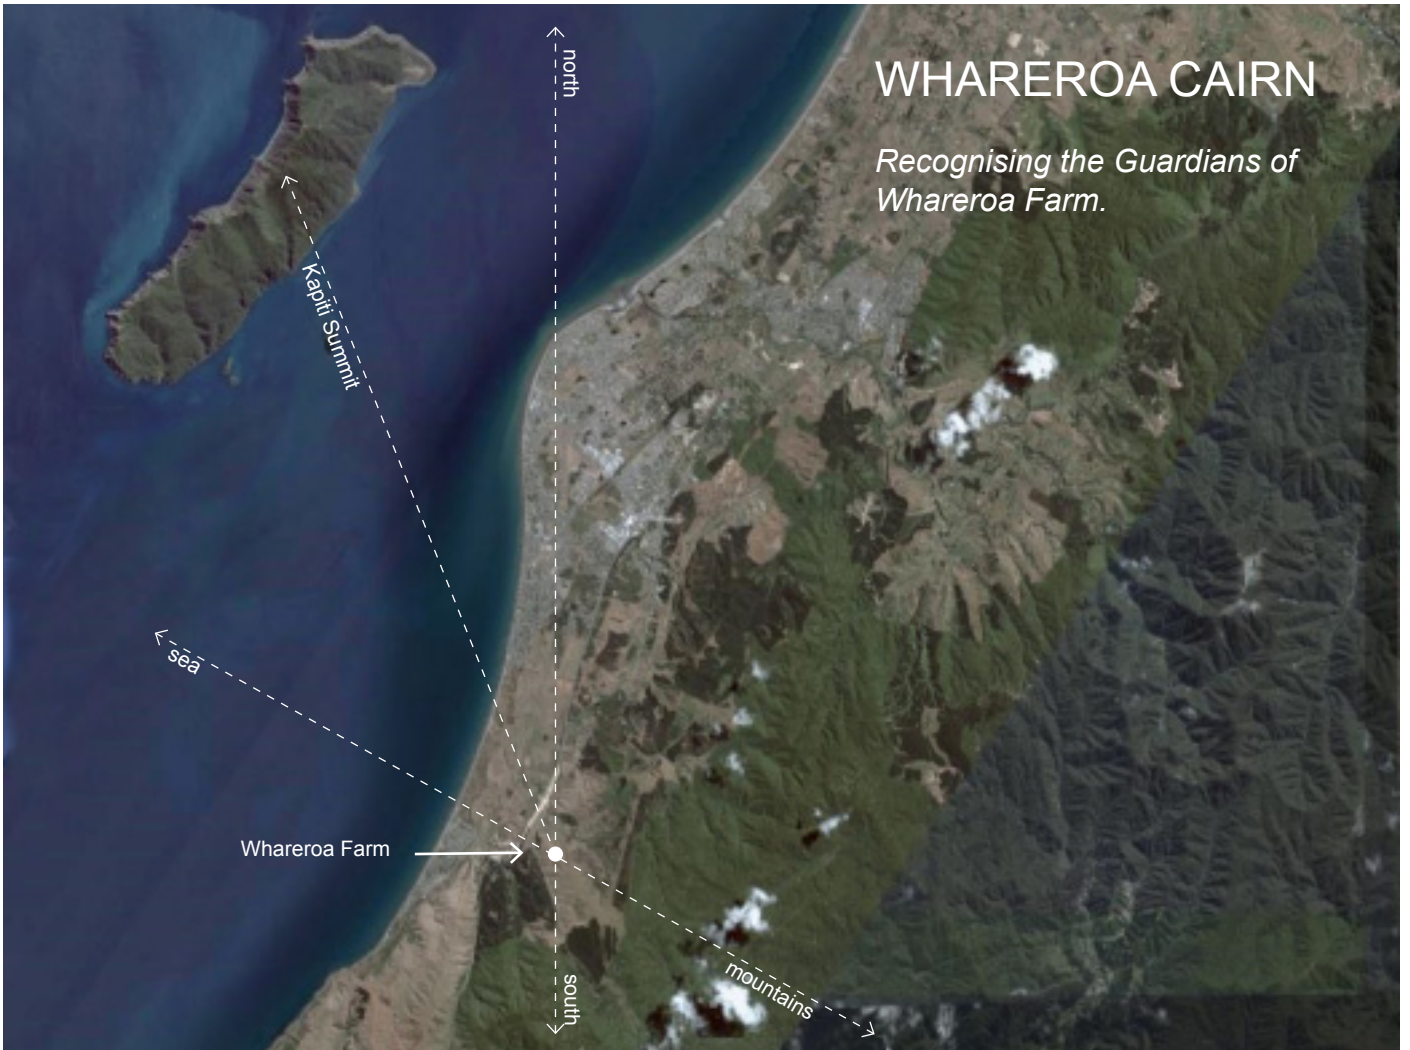 WHAREROA CAIRN
Recognising the Guardians of
Whareroa Farm.
north
Kapiti Summit
sea
Whareroa Farm
mountains
south